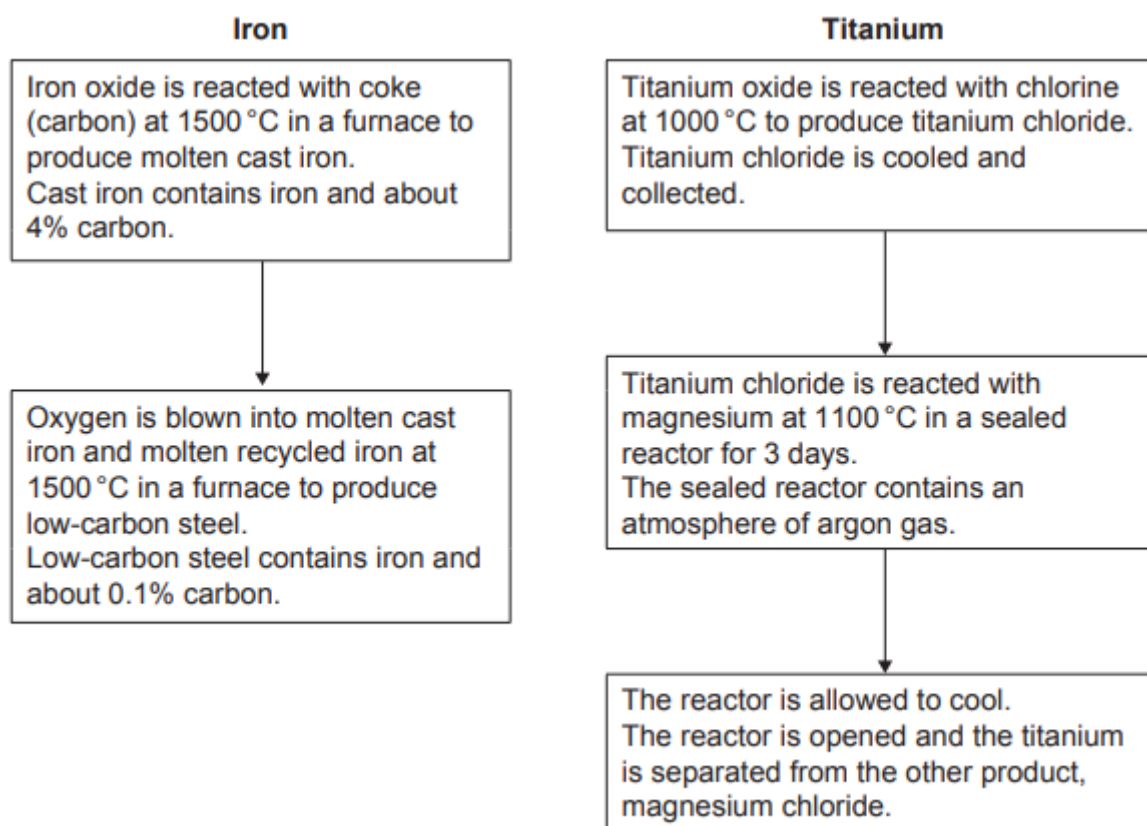 Iron
Iron oxide is reacted with coke
(carbon) at 1500 °C in a furnace to
produce molten cast iron.
Cast iron contains iron and about
4% carbon.
Oxygen is blown into molten cast
iron and molten recycled iron at
1500 °C in a furnace to produce
low-carbon steel.
Low-carbon steel contains iron and
about 0.1% carbon.
Titanium
Titanium oxide is reacted with chlorine
at 1000 °C to produce titanium chloride.
Titanium chloride is cooled and
collected.
Titanium chloride is reacted with
magnesium at 1100 °C in a sealed
reactor for 3 days.
The sealed reactor contains an
atmosphere of argon gas.
The reactor is allowed to cool.
The reactor is opened and the titanium
is separated from the other product,
magnesium chloride.